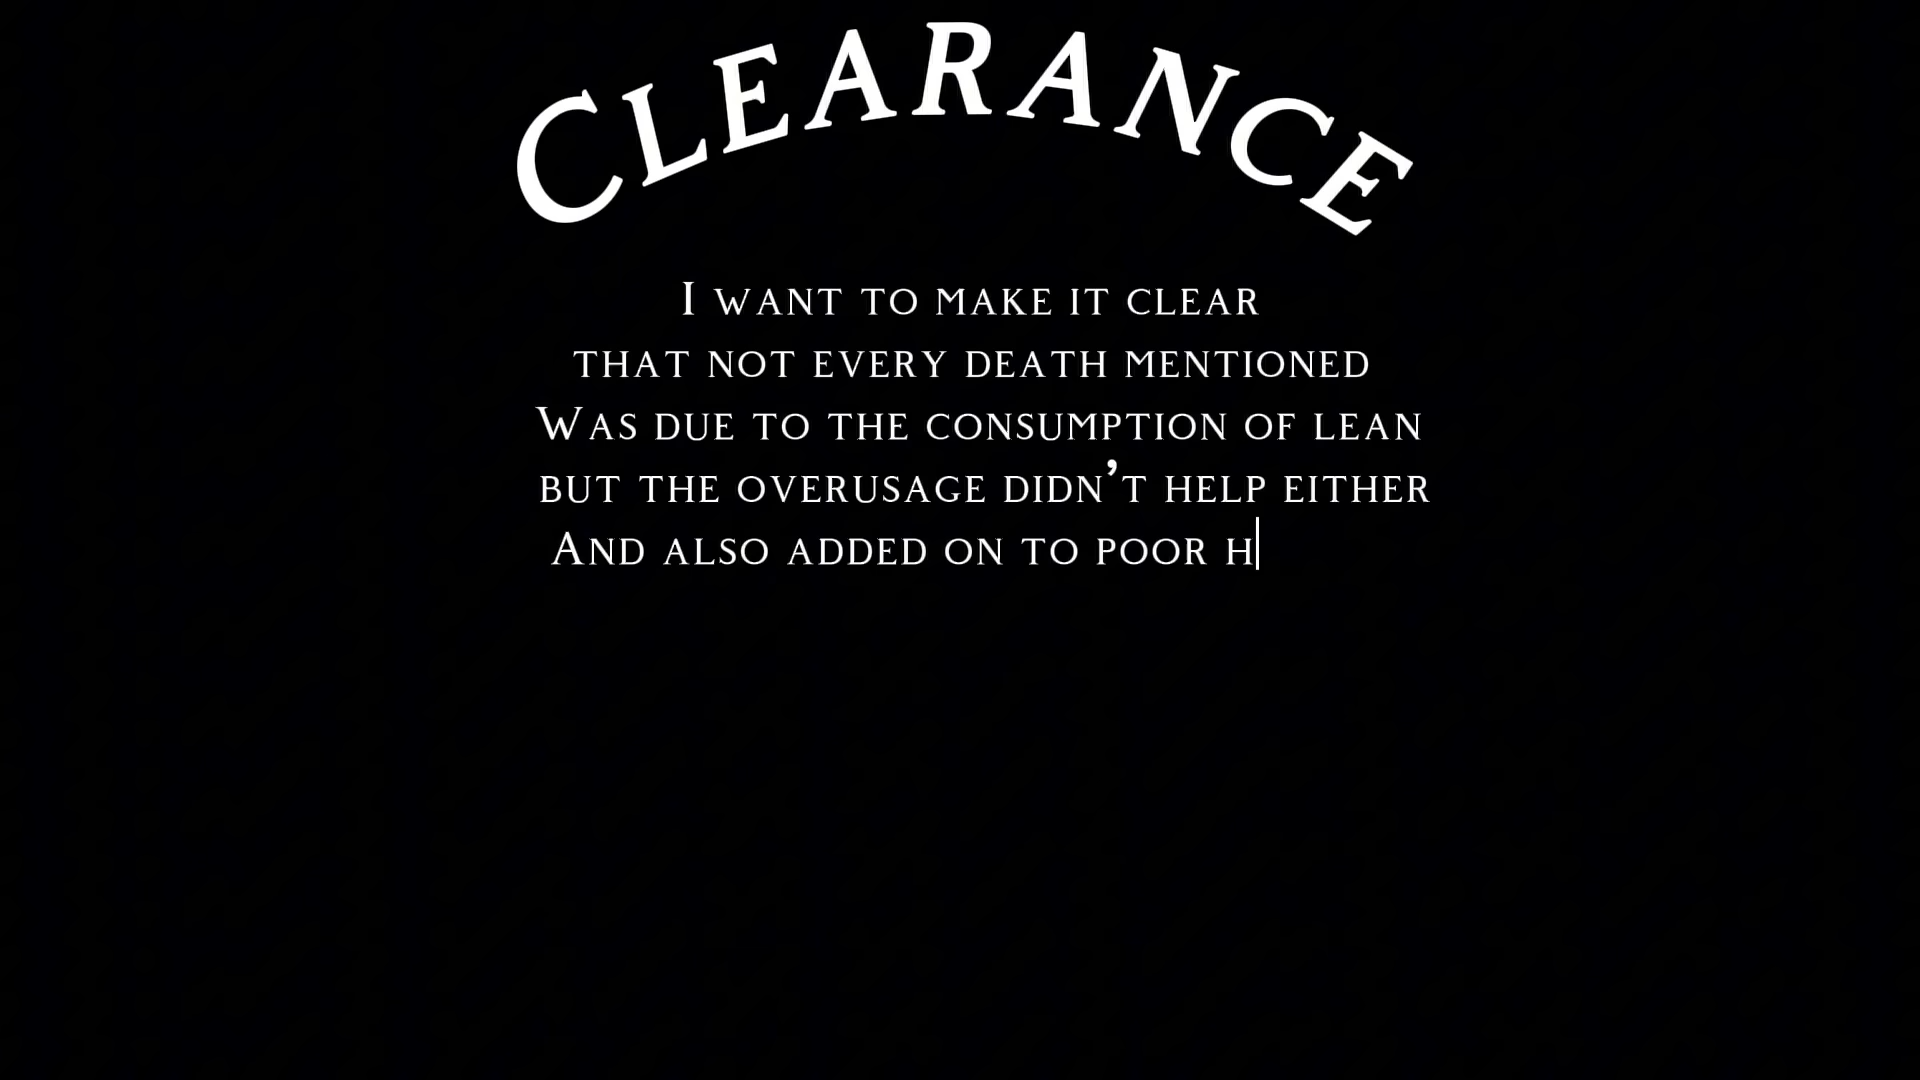 CLEARANCE
I WANT TO MAKE IT CLEAR
THAT NOT EVERY DEATH MENTIONED
WAS DUE TO THE CONSUMPTION OF LEAN
BUT THE OVERUSAGE DIDN'T HELP EITHER
AND ALSO ADDED ON TO POOR H